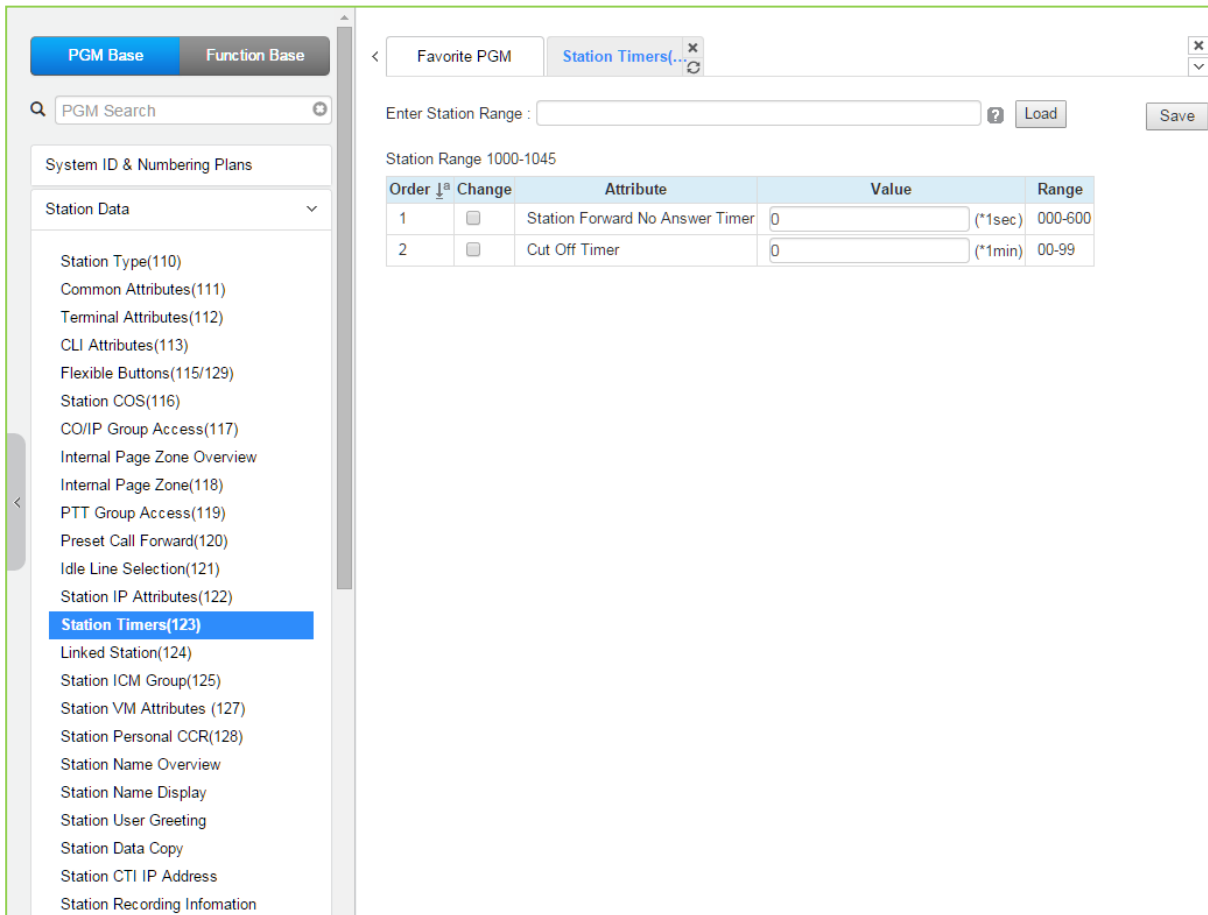 PGM Base
Function Base
PGM Search
System ID & Numbering Plans
Station Data
Station Type(110)
Common Attributes(111)
Terminal Attributes(112)
CLI Attributes(113)
Flexible Buttons(115/129)
Station COS(116)
CO/IP Group Access(117)
Internal Page Zone Overview
Internal Page Zone(118)
PTT Group Access(119)
Preset Call Forward(120)
Idle Line Selection(121)
Station IP Attributes(122)
Station Timers(123)
Linked Station(124)
Station ICM Group(125)
Station VM Attributes (127)
Station Personal CCR(128)
Station Name Overview
Station Name Display
Station User Greeting
Station Data Copy
Station CTI IP Address
Station Recording Infomation
Favorite PGM
Station Timers(...
Enter Station Range :
? Load
Save
Station Range 1000-1045
Order Change Attribute Value Range
1 Station Forward No Answer Timer 0 (*1sec) 000-600
2 Cut Off Timer 0 (*1min) 00-99